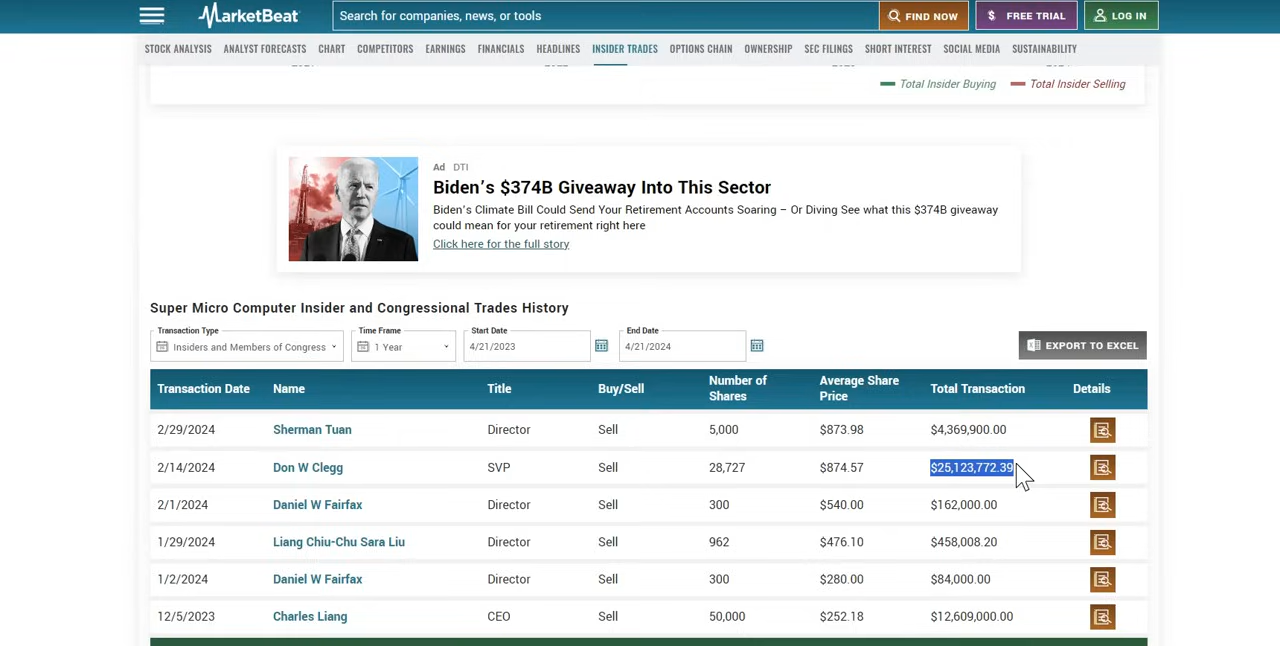 MarketBeat
Search for companies, news, or tools
FIND NOW
$ FREE TRIAL
LOG IN
STOCK ANALYSIS ANALYST FORECASTS CHART COMPETITORS EARNINGS FINANCIALS HEADLINES INSIDER TRADES OPTIONS CHAIN OWNERSHIP SEC FILINGS SHORT INTEREST SOCIAL MEDIA SUSTAINABILITY
Total Insider Buying Total Insider Selling
Ad DTI
Biden's $374B Giveaway Into This Sector
Biden's Climate Bill Could Send Your Retirement Accounts Soaring – Or Diving See what this $374B giveaway
could mean for your retirement right here
Click here for the full story
Super Micro Computer Insider and Congressional Trades History
Transaction Type Time Frame Start Date End Date
Insiders and Members of Congress 1 Year 4/21/2023 4/21/2024 EXPORT TO EXCEL
Transaction Date Name Title Buy/Sell Number of Shares Average Share Price Total Transaction Details
2/29/2024 Sherman Tuan Director Sell 5,000 $873.98 $4,369,900.00
2/14/2024 Don W Clegg SVP Sell 28,727 $874.57 $25,123,772.39
2/1/2024 Daniel W Fairfax Director Sell 300 $540.00 $162,000.00
1/29/2024 Liang Chiu-Chu Sara Liu Director Sell 962 $476.10 $458,008.20
1/2/2024 Daniel W Fairfax Director Sell 300 $280.00 $84,000.00
12/5/2023 Charles Liang CEO Sell 50,000 $252.18 $12,609,000.00